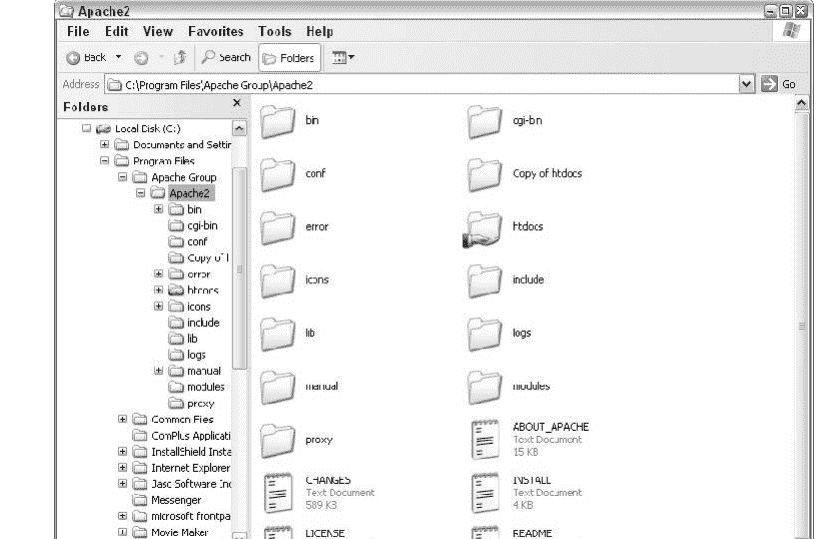 Apache2
File Edit View Favorites Tools Help
Back Search Folders
Address C:\Program Files\Apache Group\Apache2 Go
Folders
Local Disk (C:)
Documents and Settin
Program Files
Apache Group
Apache2
bin
cgi-bin
conf
Copy of
error
htdocs
icons
include
lib
logs
manual
modules
proxy
Common Files
ComPlus Applicati
InstallShield Insta
Internet Explorer
Jasc Software Inc
Messenger
microsoft frontpa
Movie Maker
bin
cgi-bin
conf
Copy of htdocs
error
htdocs
icons
include
lib
logs
manual
modules
proxy
ABOUT_APACHE
Text Document
15 KB
CHANGES
Text Document
589 KB
INSTALL
Text Document
4 KB
LICENSE
README